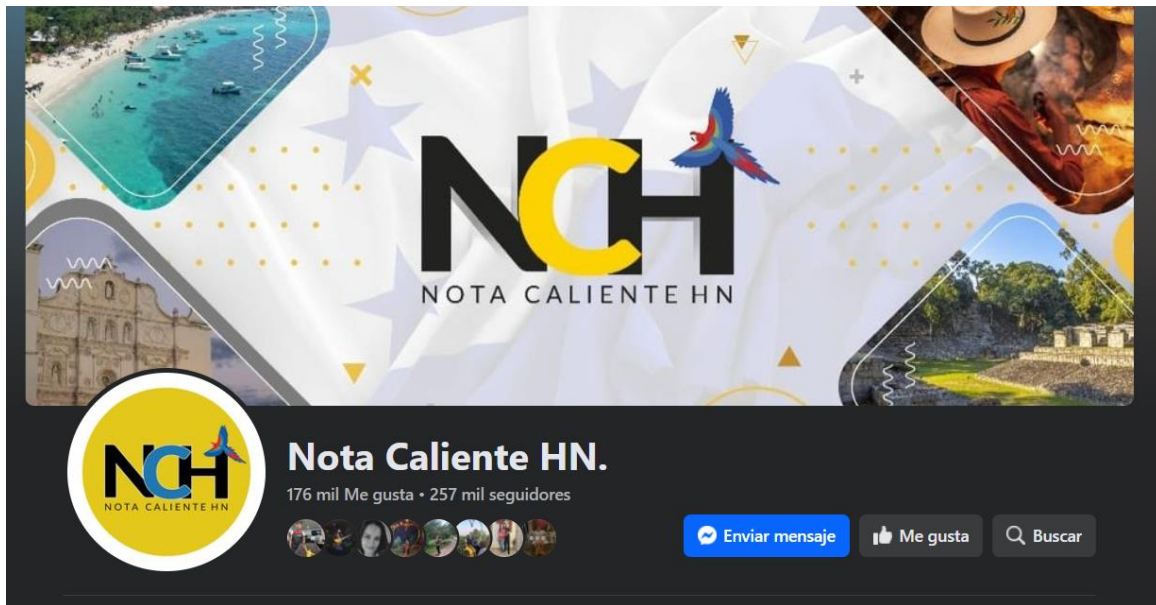 NCH
NOTA CALIENTE HN
NCH
NOTA CALIENTE HN
Nota Caliente HN.
176 mil Me gusta • 257 mil seguidores
Enviar mensaje
Me gusta
Buscar